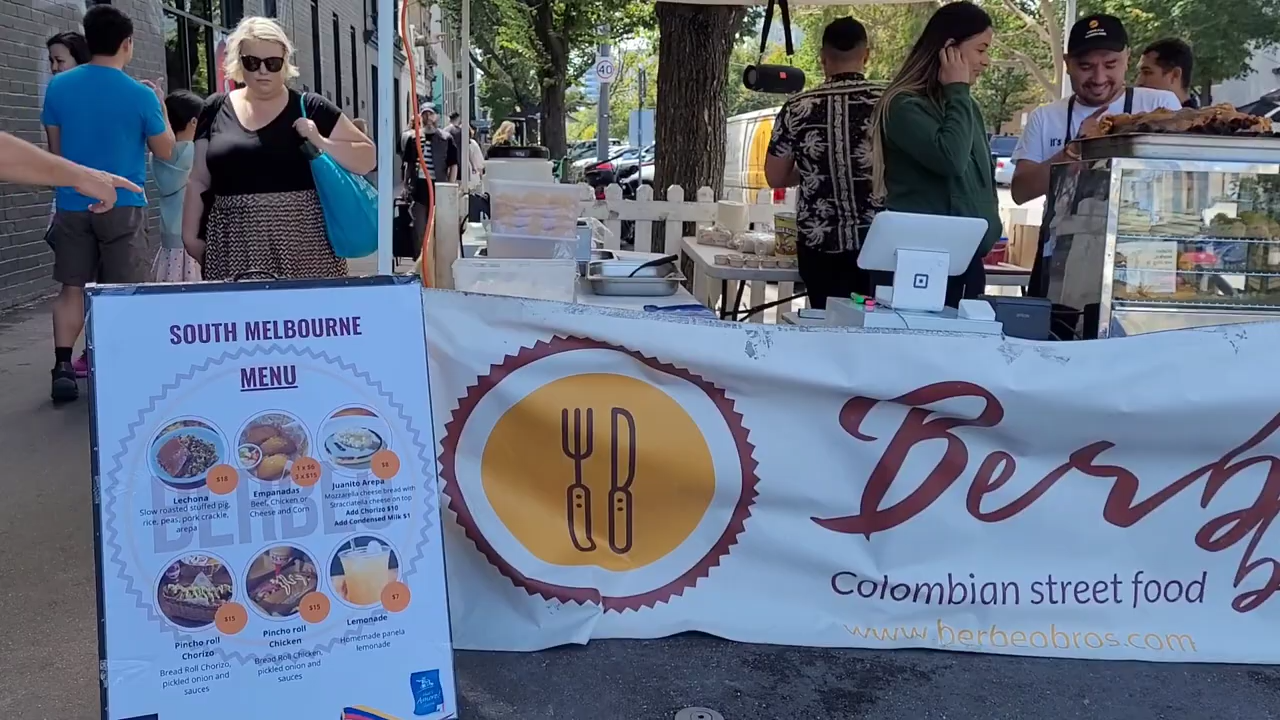 SOUTH MELBOURNE
MENU
$18
1 x $6
3 x $15
$8
Lechona
Slow roasted stuffed pig,
rice, peas, pork crackle,
arepa
Empanadas
Beef, Chicken or
Cheese and Corn
Juanito Arepa
Mozzarella cheese bread with
Stracciatella cheese on top
Add Chorizo $10
Add Condensed Milk $1
$15
$15
$7
Pincho roll
Chorizo
Bread Roll Chorizo,
pickled onion and
sauces
Pincho roll
Chicken
Bread Roll Chicken,
pickled onion and
sauces
Lemonade
Homemade panela
lemonade
40
It's
Berb
Colombian street food
www.berbeobros.com